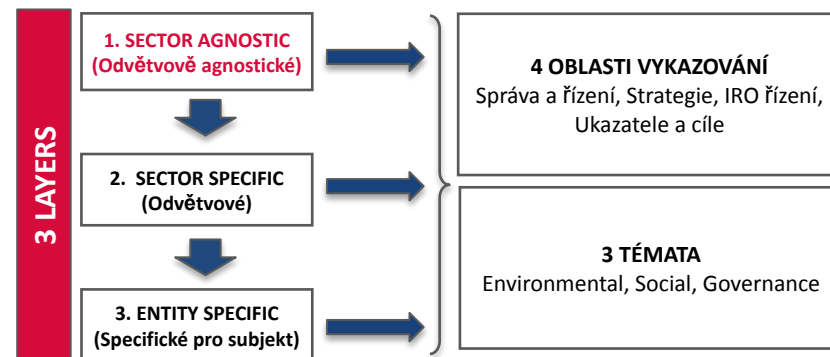 3 LAYERS
1. SECTOR AGNOSTIC
(Odvětvově agnostické)
2. SECTOR SPECIFIC
(Odvětvové)
3. ENTITY SPECIFIC
(Specifické pro subjekt)
4 OBLASTI VYKAZOVÁNÍ
Správa a řízení, Strategie, IRO řízení,
Ukazatele a cíle
3 TÉMATA
Environmental, Social, Governance